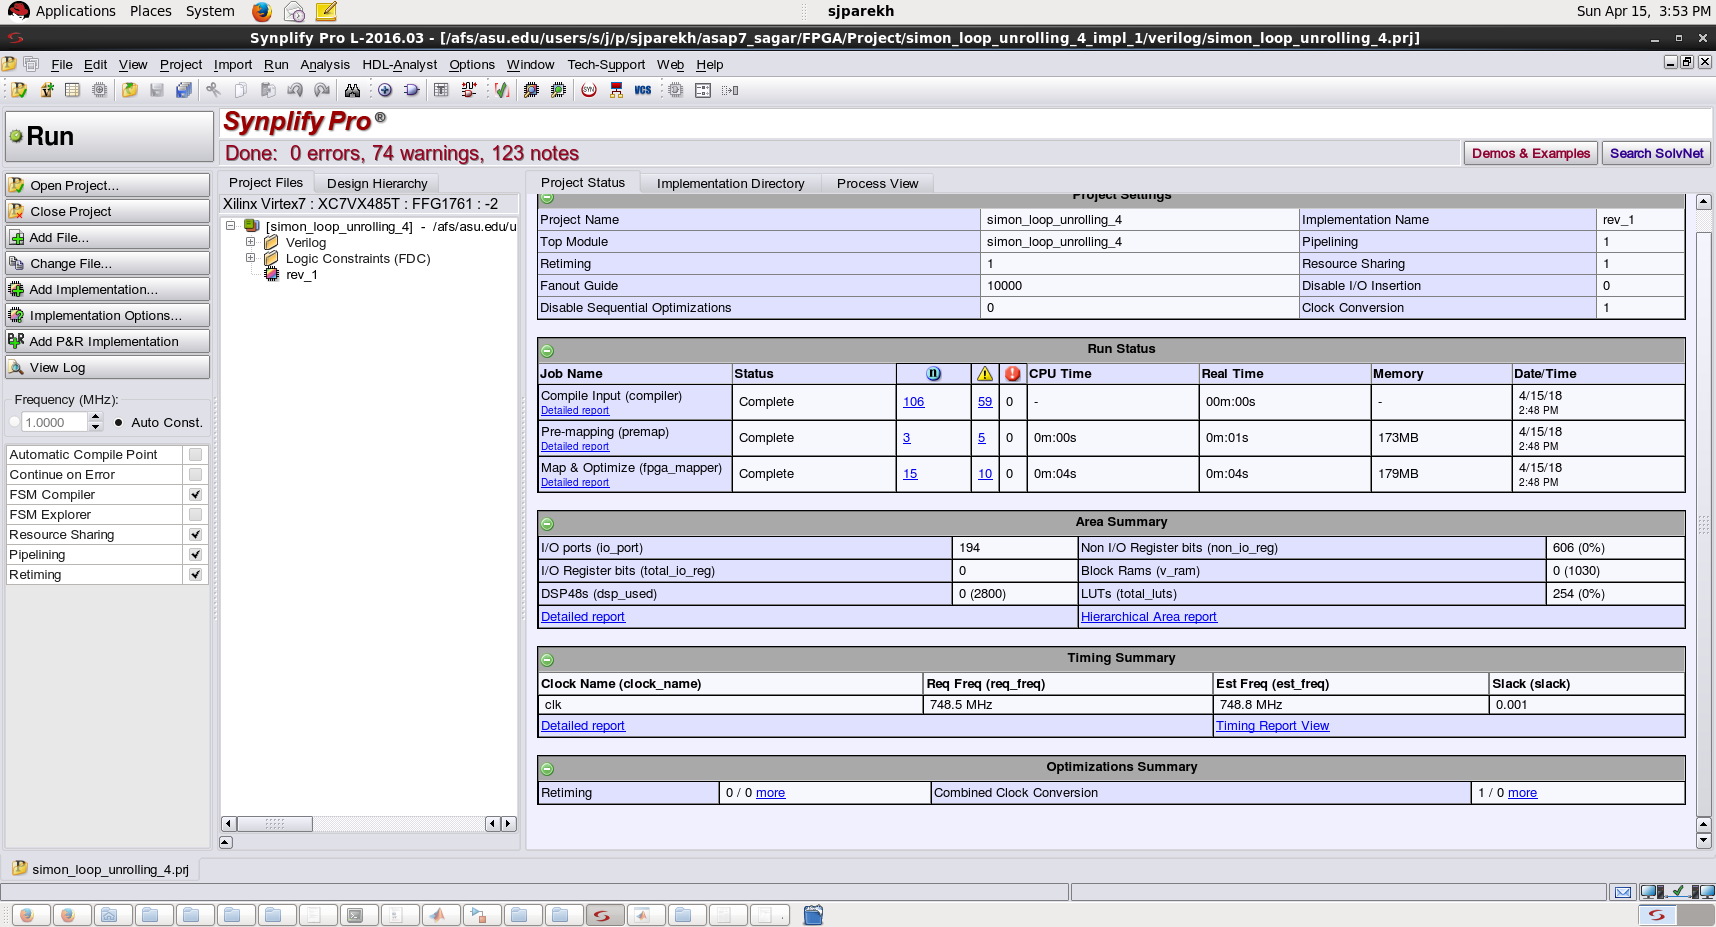 Applications Places System sjparekh Sun Apr 15, 3:53 PM
Synplify Pro L-2016.03 - [/afs/asu.edu/users/s/j/p/sjparekh/asap7_sagar/FPGA/Project/simon_loop_unrolling_4_impl_1/verilog/simon_loop_unrolling_4.prj]
File Edit View Project Import Run Analysis HDL-Analyst Options Window Tech-Support Web Help
VCS
Run
Synplify Pro ®
Done: 0 errors, 74 warnings, 123 notes
Demos & Examples Search SolvNet
Open Project...
Close Project
Add File...
Change File...
Add Implementation...
Implementation Options...
Add P&R Implementation
View Log
Frequency (MHz):
1.0000 Auto Const.
Automatic Compile Point
Continue on Error
FSM Compiler
FSM Explorer
Resource Sharing
Pipelining
Retiming
Project Files Design Hierarchy
Xilinx Virtex7 : XC7VX485T : FFG1761 : -2
[simon_loop_unrolling_4] - /afs/asu.edu/u
Verilog
Logic Constraints (FDC)
rev_1
Project Status Implementation Directory Process View
Project Settings
Project Name simon_loop_unrolling_4 Implementation Name rev_1
Top Module simon_loop_unrolling_4 Pipelining 1
Retiming 1 Resource Sharing 1
Fanout Guide 10000 Disable I/O Insertion 0
Disable Sequential Optimizations 0 Clock Conversion 1
Run Status
Job Name Status n CPU Time Real Time Memory Date/Time
Compile Input (compiler) Complete 106 59 0 - 00m:00s - 4/15/18
Detailed report 2:48 PM
Pre-mapping (premap) Complete 3 5 0 0m:00s 0m:01s 173MB 4/15/18
Detailed report 2:48 PM
Map & Optimize (fpga_mapper) Complete 15 10 0 0m:04s 0m:04s 179MB 4/15/18
Detailed report 2:48 PM
Area Summary
I/O ports (io_port) 194 Non I/O Register bits (non_io_reg) 606 (0%)
I/O Register bits (total_io_reg) 0 Block Rams (v_ram) 0 (1030)
DSP48s (dsp_used) 0 (2800) LUTs (total_luts) 254 (0%)
Detailed report Hierarchical Area report
Timing Summary
Clock Name (clock_name) Req Freq (req_freq) Est Freq (est_freq) Slack (slack)
clk 748.5 MHz 748.8 MHz 0.001
Detailed report Timing Report View
Optimizations Summary
Retiming 0 / 0 more Combined Clock Conversion 1 / 0 more
simon_loop_unrolling_4.prj